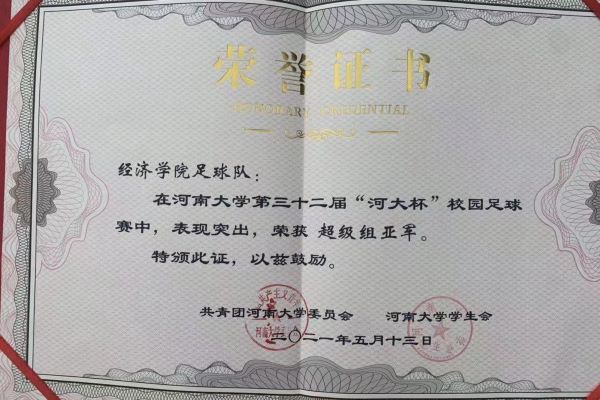 荣誉证书
HONORARY CREDENTIAL
经济学院足球队：
在河南大学第三十二届“河大杯”校园足球
赛中，表现突出，荣获 超级组亚军。
特颁此证，以兹鼓励。
共青团河南大学委员会 河南大学学生会
二〇二一年五月十三日